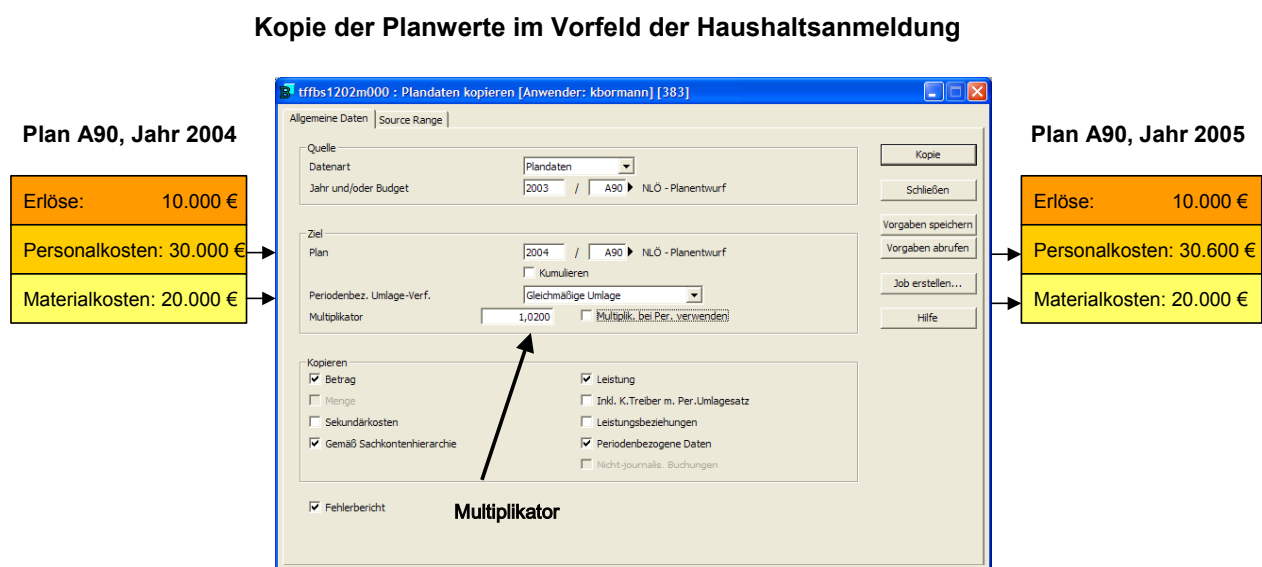 Kopie der Planwerte im Vorfeld der Haushaltsanmeldung
Plan A90, Jahr 2004
Erlöse: 10.000 €
Personalkosten: 30.000 €
Materialkosten: 20.000 €
tffbs1202m000 : Plandaten kopieren [Anwender: kbormann] [383]
Allgemeine Daten Source Range
Quelle
Datenart Plandaten
Jahr und/oder Budget 2003 / A90 NLÖ - Planentwurf
Ziel
Plan 2004 / A90 NLÖ - Planentwurf
Kumulieren
Periodenbez. Umlage-Verf. Gleichmäßige Umlage
Multiplikator 1,0200 Multiplik. bei Per. verwenden
Kopieren
Betrag Leistung
Menge Inkl. K.Treiber m. Per.Umlagesatz
Sekundärkosten Leistungsbeziehungen
Gemäß Sachkontenhierarchie Periodenbezogene Daten
Nicht-journalis. Buchungen
Fehlerbericht
Multiplikator
Kopie
Schließen
Vorgaben speichern
Vorgaben abrufen
Job erstellen...
Hilfe
Plan A90, Jahr 2005
Erlöse: 10.000 €
Personalkosten: 30.600 €
Materialkosten: 20.000 €